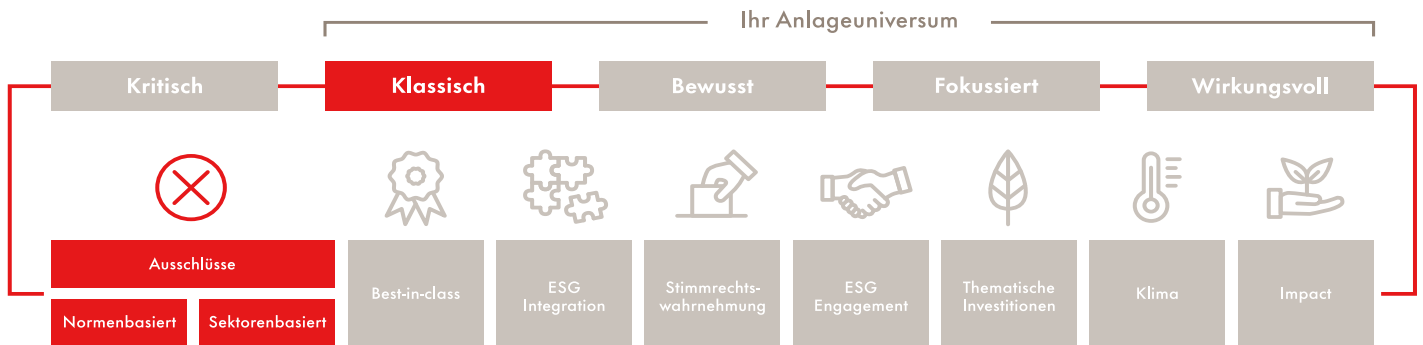 Ihr Anlageuniversum
Kritisch
Klassisch
Bewusst
Fokussiert
Wirkungsvoll
Ausschlüsse
Normenbasiert
Sektorenbasiert
Best-in-class
ESG
Integration
Stimmrechts-
wahrnehmung
ESG
Engagement
Thematische
Investitionen
Klima
Impact